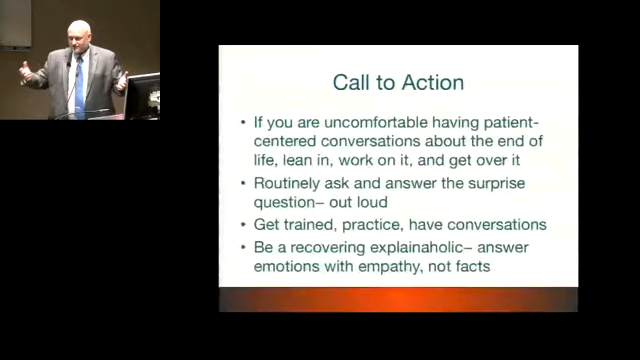 Call to Action
• If you are uncomfortable having patient-
centered conversations about the end of
life, lean in, work on it, and get over it
• Routinely ask and answer the surprise
question– out loud
• Get trained, practice, have conversations
• Be a recovering explainaholic– answer
emotions with empathy, not facts